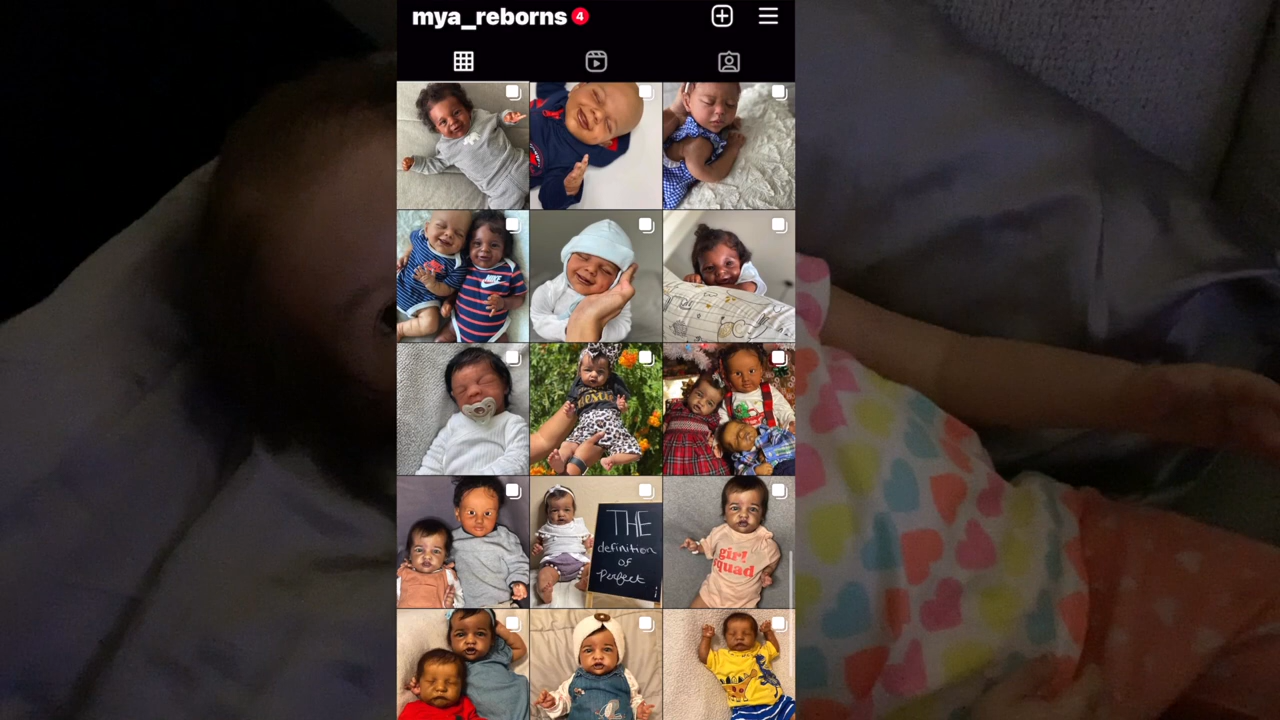 mya_reborns 4
NIKE
girl
squad
THE
definition
of
Perfect